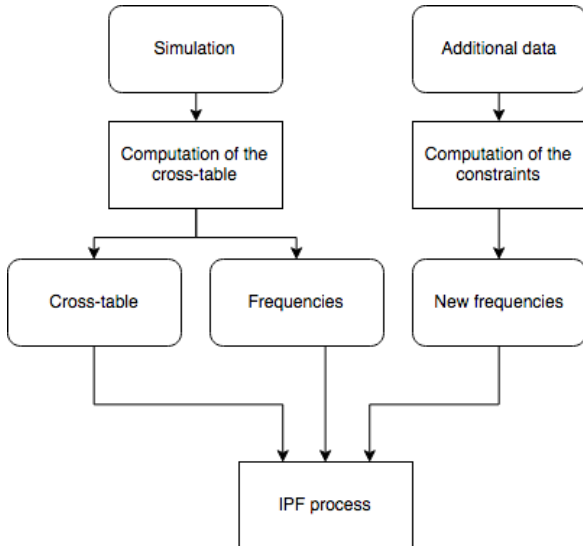 Simulation
Additional data
Computation of the
cross-table
Computation of the
constraints
Cross-table
Frequencies
New frequencies
IPF process